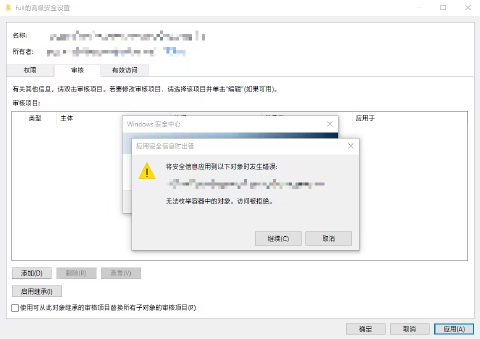 full的高级安全设置
名称:
所有者:
权限
审核
有效访问
有关其他信息，请双击审核项目。若要修改审核项目，请选择该项目并单击“编辑”(如果可用)。
审核项目:
类型 主体 应用于
Windows 安全中心
应用安全信息时出错
将安全信息应用到以下对象时发生错误:
无法枚举容器中的对象。访问被拒绝。
继续(C) 取消
添加(D) 删除(R) 查看(V)
启用继承(I)
使用可从此对象继承的审核项目替换所有子对象的审核项目(P)
确定 取消 应用(A)